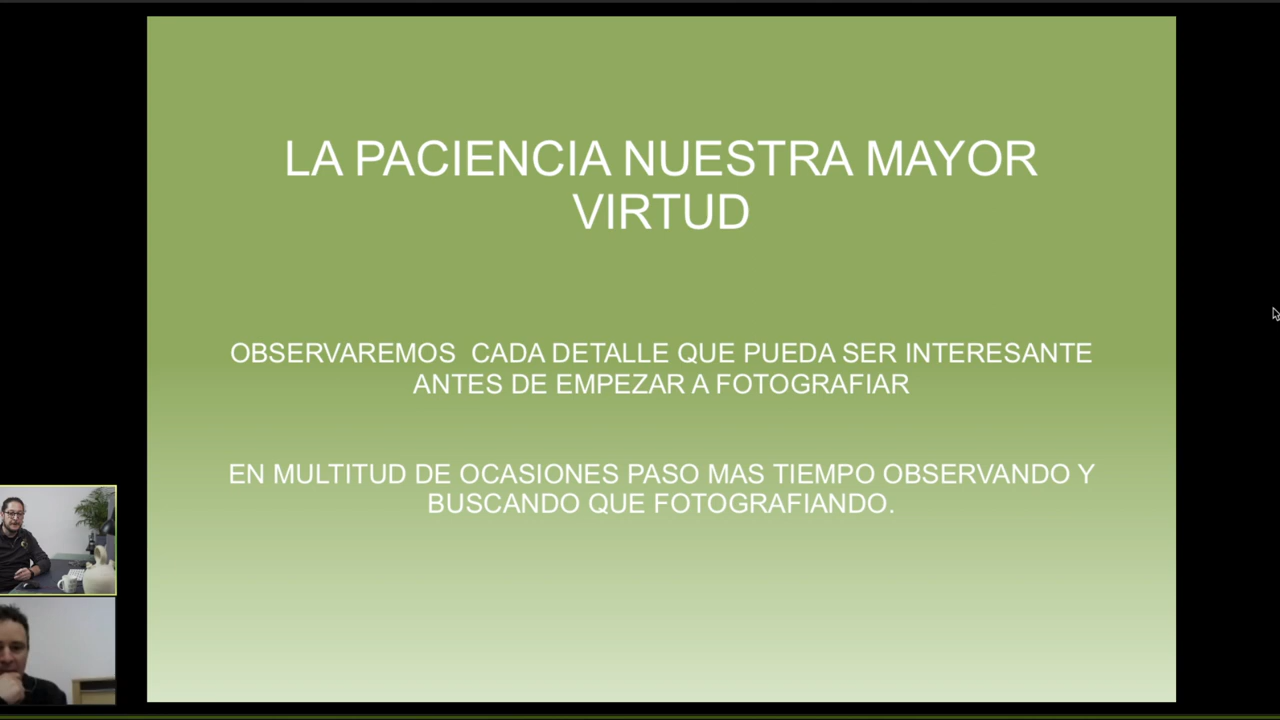 LA PACIENCIA NUESTRA MAYOR
VIRTUD
OBSERVAREMOS  CADA DETALLE QUE PUEDA SER INTERESANTE
ANTES DE EMPEZAR A FOTOGRAFIAR
EN MULTITUD DE OCASIONES PASO MAS TIEMPO OBSERVANDO Y
BUSCANDO QUE FOTOGRAFIANDO.